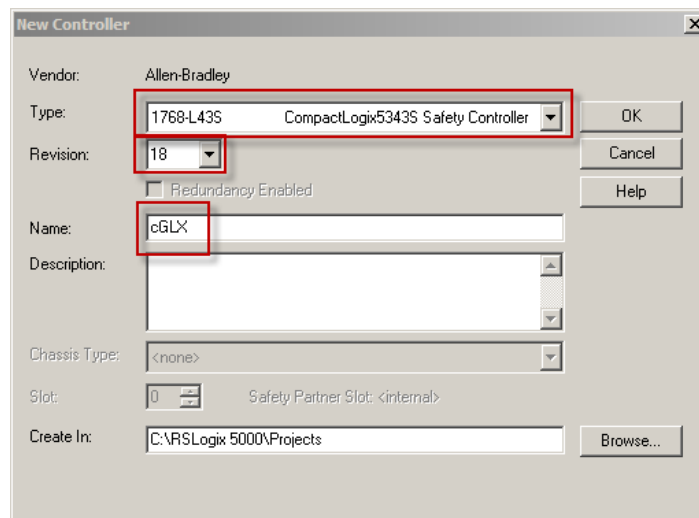 New Controller
Vendor: Allen-Bradley
Type: 1768-L43S CompactLogix5343S Safety Controller OK
Revision: 18 Cancel
Redundancy Enabled Help
Name: cGLX
Description:
Chassis Type: <none>
Slot: 0 Safety Partner Slot: <internal>
Create In: C:\RSLogix 5000\Projects Browse...